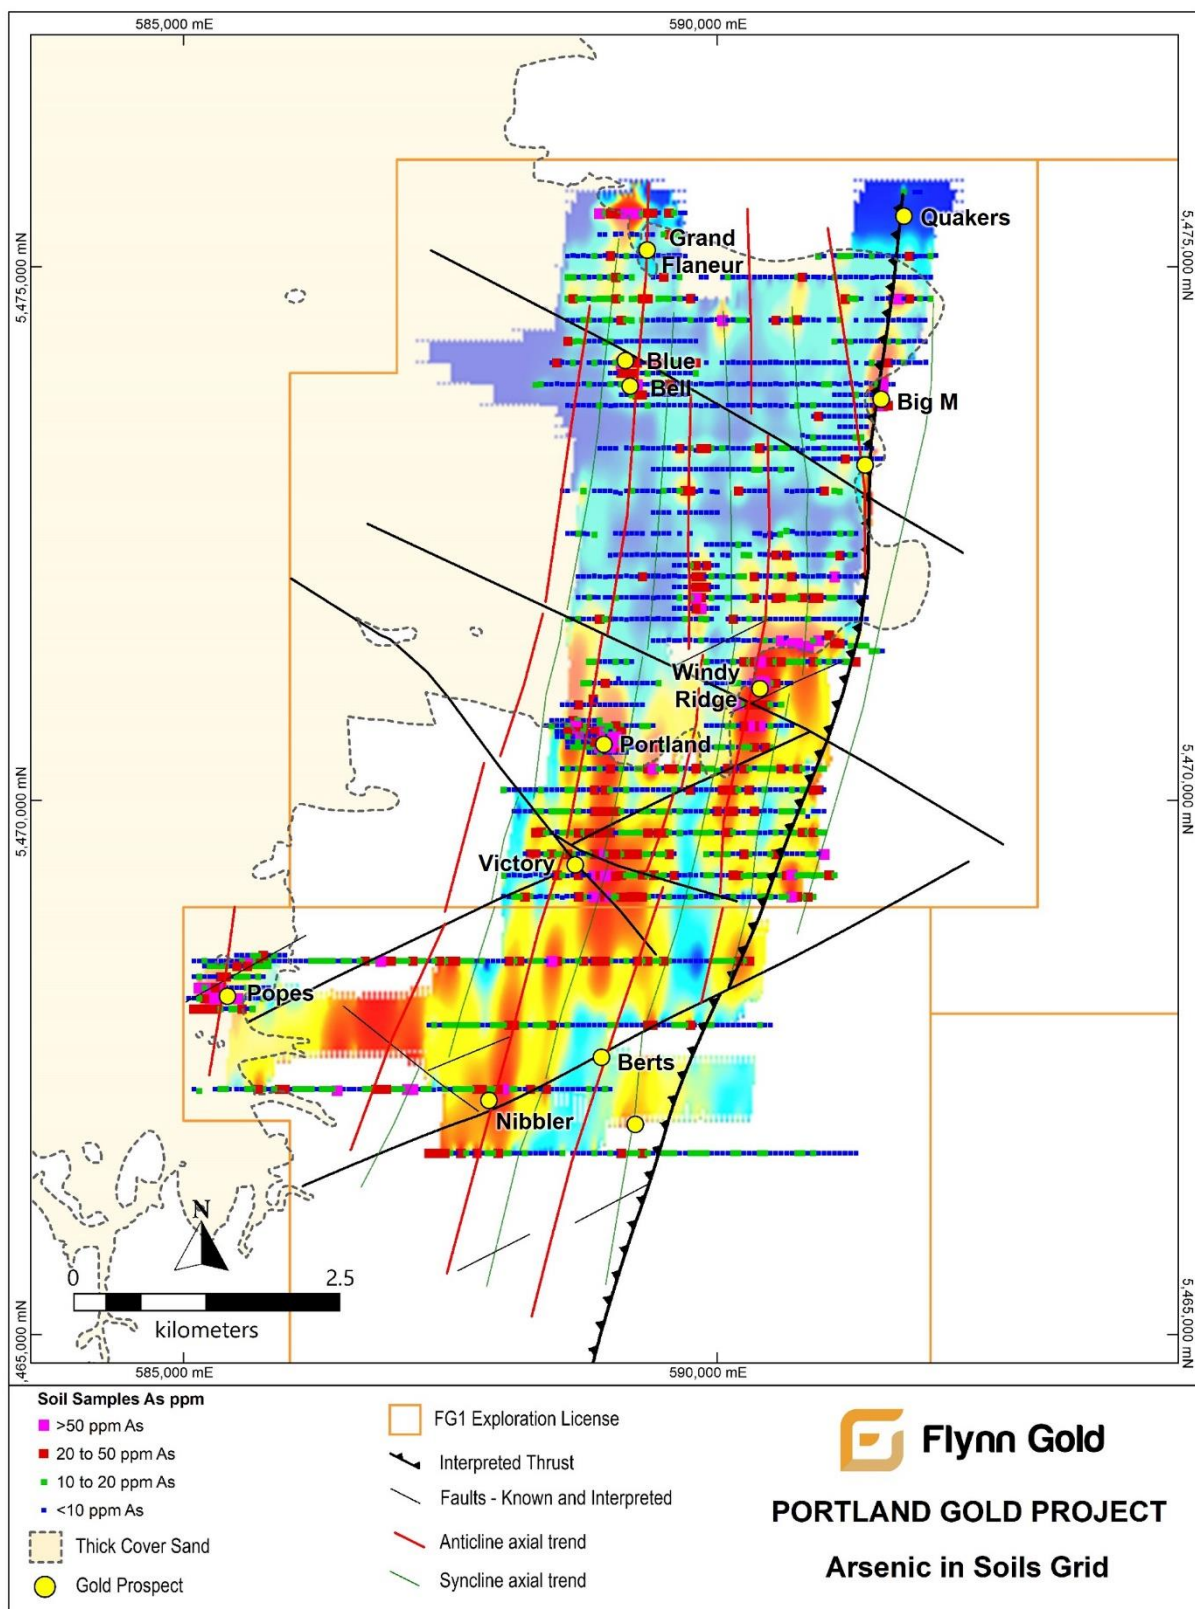 585,000 mE
590,000 mE
5,475,000 mN
5,475,000 mN
Quakers
Grand
Flaneur
Blue
Bell
Big M
Windy
Ridge
Portland
5,470,000 mN
5,470,000 mN
Victory
Popes
Berts
Nibbler
N
0
2.5
kilometers
,465,000 mN
5,465,000 mN
585,000 mE
590,000 mE
Soil Samples As ppm
>50 ppm As
20 to 50 ppm As
10 to 20 ppm As
<10 ppm As
Thick Cover Sand
Gold Prospect
FG1 Exploration License
Interpreted Thrust
Faults - Known and Interpreted
Anticline axial trend
Syncline axial trend
Flynn Gold
PORTLAND GOLD PROJECT
Arsenic in Soils Grid